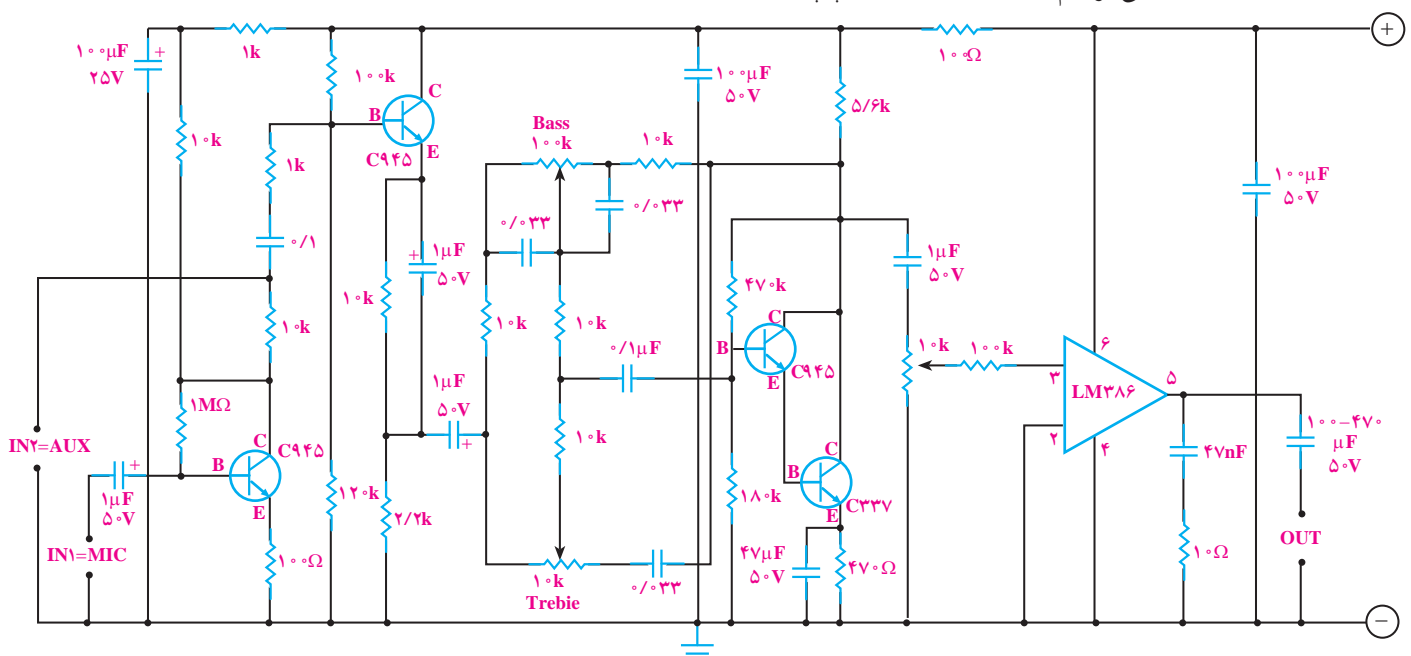 ۱۰۰μF
+
۲۵V
۱k
۱۰k
۱۰۰k
C
B
E
C۹۴۵
۱k
۰/۱
۱۰k
۱MΩ
C
C۹۴۵
B
E
+
۱μF
۵۰V
IN۲=AUX
IN۱=MIC
۱۰۰Ω
۱۲۰k
۱۰k
۲/۲k
+
۱μF
۵۰V
۱μF
۵۰V
+
Bass
۱۰۰k
۱۰k
۰/۰۳۳
۰/۰۳۳
۱۰k
۱۰k
۰/۱μF
۱۰k
۱۰k
Trebie
۰/۰۳۳
۱۰۰μF
۵۰V
۵/۶k
۴۷۰k
C
B
E
C۹۴۵
۱۸۰k
C
B
E
C۳۳۷
۴۷μF
۵۰V
۴۷۰Ω
۱μF
۵۰V
۱۰k
۱۰۰k
۱۰۰Ω
۳
۲
۶
LM۳۸۶
۴
۵
۴۷nF
۱۰Ω
۱۰۰μF
۵۰V
۱۰۰–۴۷۰
μF
۵۰V
OUT
+
−